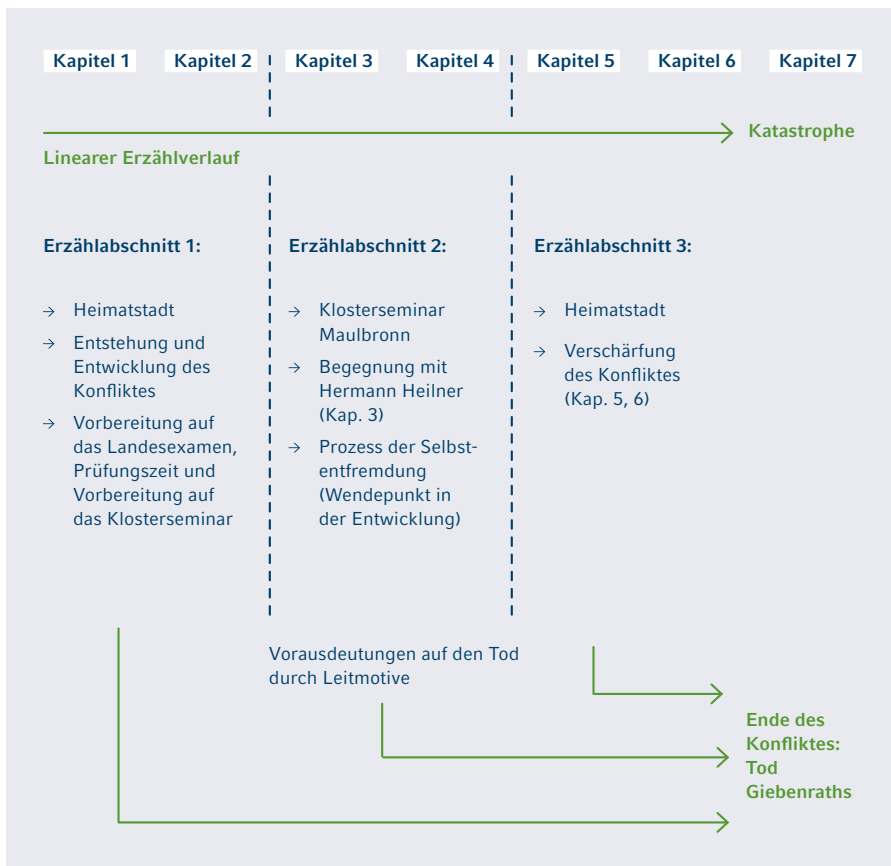 Kapitel 1 Kapitel 2 Kapitel 3 Kapitel 4 Kapitel 5 Kapitel 6 Kapitel 7
Katastrophe
Linearer Erzählverlauf
Erzählabschnitt 1:
→ Heimatstadt
→ Entstehung und
Entwicklung des
Konfliktes
→ Vorbereitung auf
das Landesexamen,
Prüfungszeit und
Vorbereitung auf
das Klosterseminar
Erzählabschnitt 2:
→ Klosterseminar
Maulbronn
→ Begegnung mit
Hermann Heilner
(Kap. 3)
→ Prozess der Selbst-
entfremdung
(Wendepunkt in
der Entwicklung)
Erzählabschnitt 3:
→ Heimatstadt
→ Verschärfung
des Konfliktes
(Kap. 5, 6)
Vorausdeutungen auf den Tod
durch Leitmotive
Ende des
Konfliktes:
Tod
Giebenraths